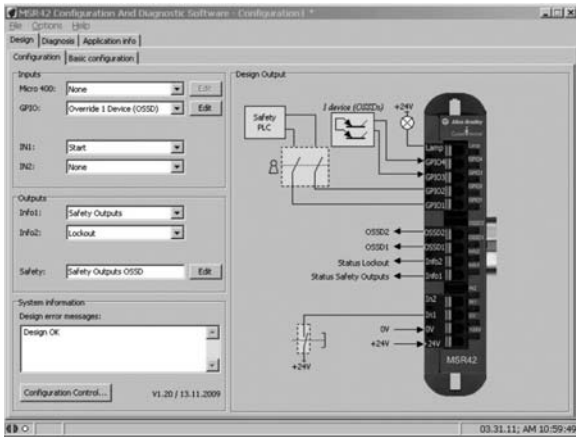 MSR42 Configuration And Diagnostic Software - Configuration1 *
File Options Help
Design Diagnosis Application info
Configuration Basic configuration
Inputs
Micro 400: None Edit
GPIO: Override 1 Device (OSSD) Edit
IN1: Start
IN2: None
Outputs
Info1: Safety Outputs
Info2: Lockout
Safety: Safety Outputs OSSD Edit
System information
Design error messages:
Design OK
Configuration Control... V1.20 / 13.11.2009
Design Output
Safety PLC
1 device (OSSDs)
+24V
Allen-Bradley
Lamp
GPIO4
GPIO3
GPIO2
GPIO1
OSSD2 OSSD2
OSSD1 OSSD1
Status Lockout Info2
Status Safety Outputs Info1
In2
In1
0V 0V
+24V +24V
+24V
MSR42
03.31.11; AM 10:59:49